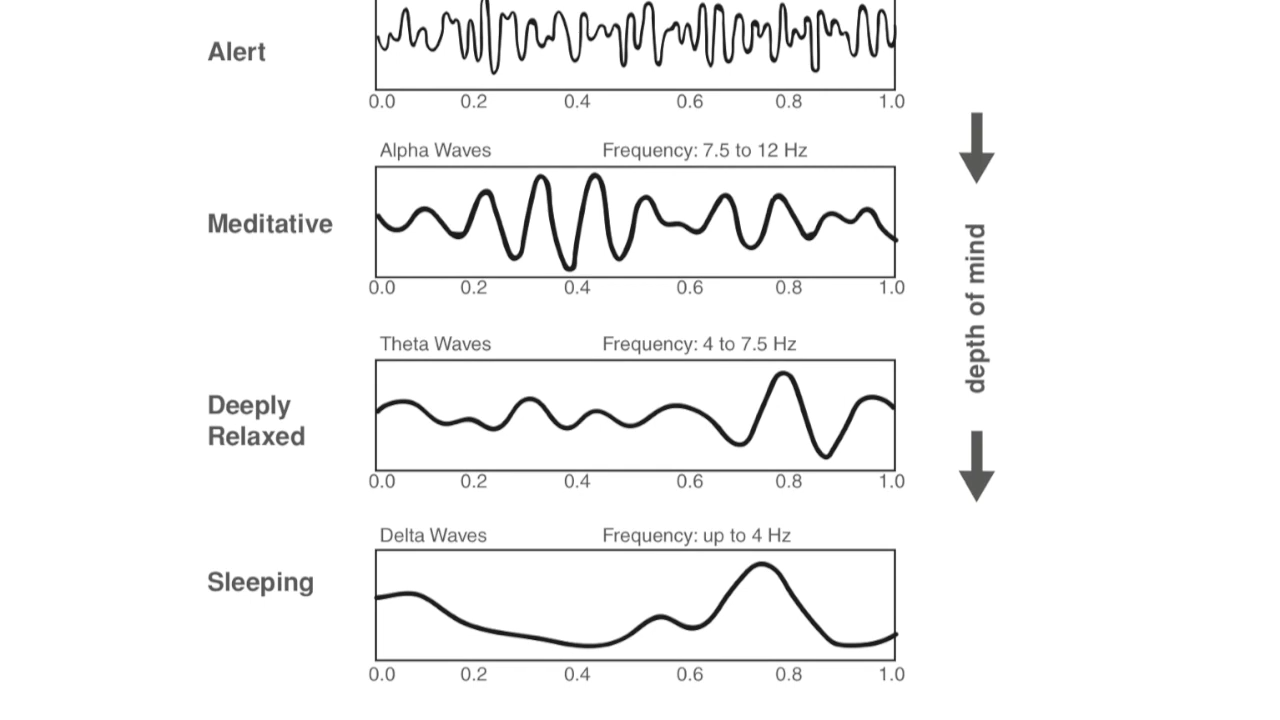 Alert
0.0 0.2 0.4 0.6 0.8 1.0
Alpha Waves Frequency: 7.5 to 12 Hz
Meditative
0.0 0.2 0.4 0.6 0.8 1.0
Theta Waves Frequency: 4 to 7.5 Hz
Deeply
Relaxed
0.0 0.2 0.4 0.6 0.8 1.0
Delta Waves Frequency: up to 4 Hz
Sleeping
0.0 0.2 0.4 0.6 0.8 1.0
depth of mind